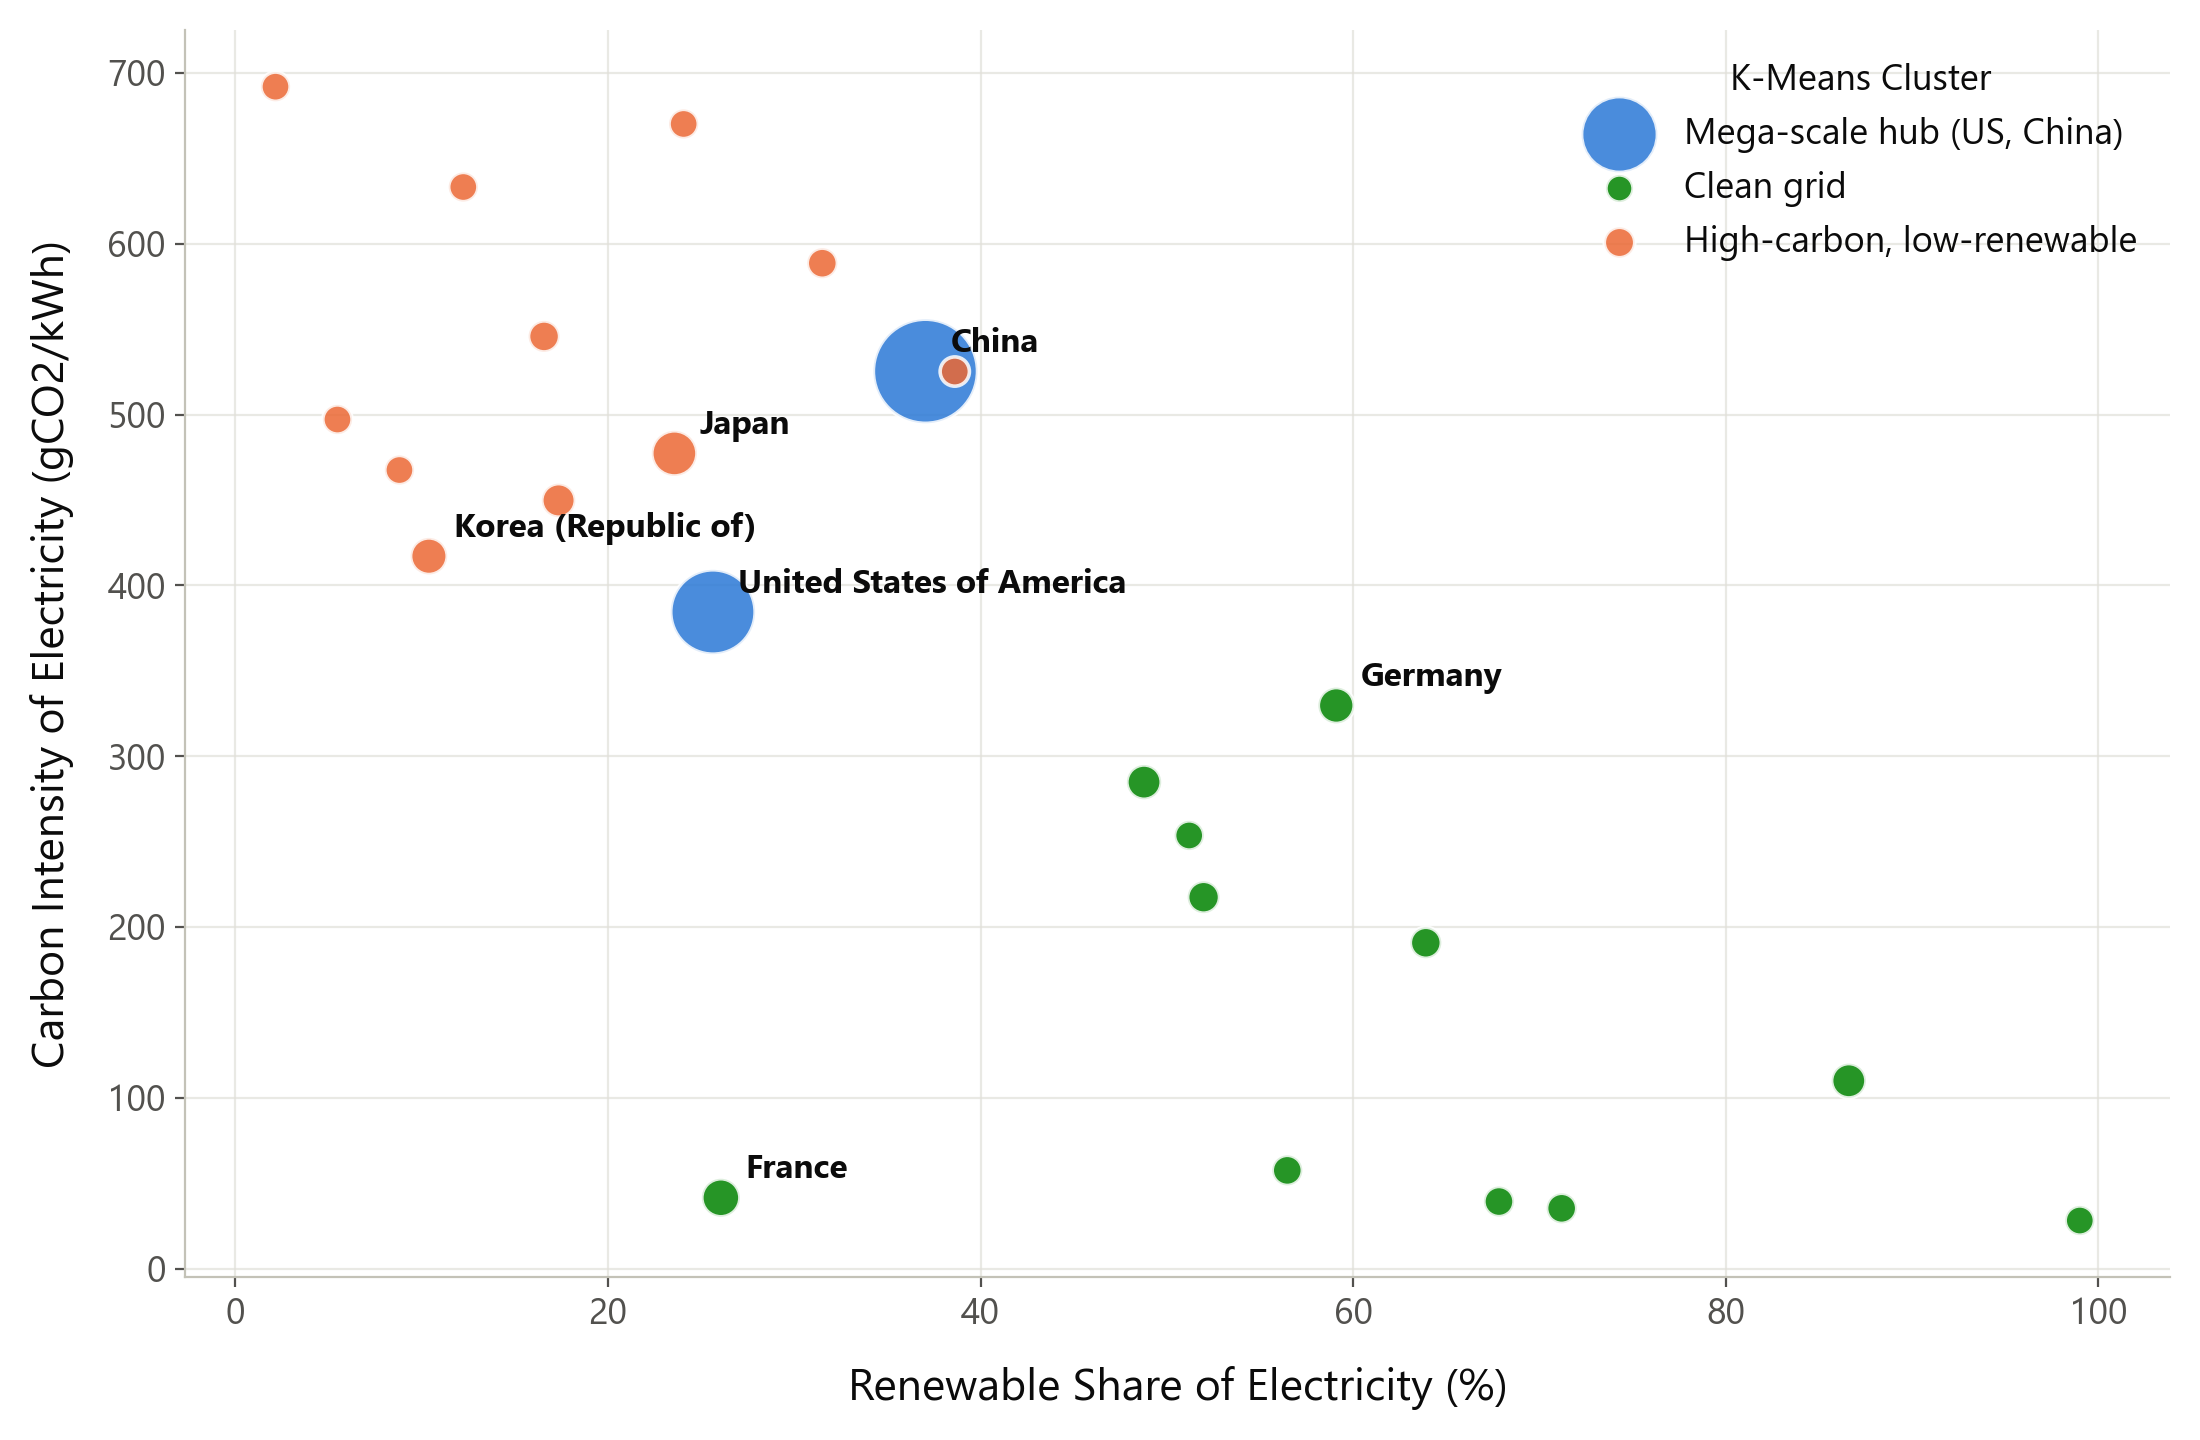 K-Means Cluster
Mega-scale hub (US, China)
Clean grid
High-carbon, low-renewable
Carbon Intensity of Electricity (gCO2/kWh)
700
600
500
400
300
200
100
0
China
Japan
Korea (Republic of)
United States of America
Germany
France
0 20 40 60 80 100
Renewable Share of Electricity (%)